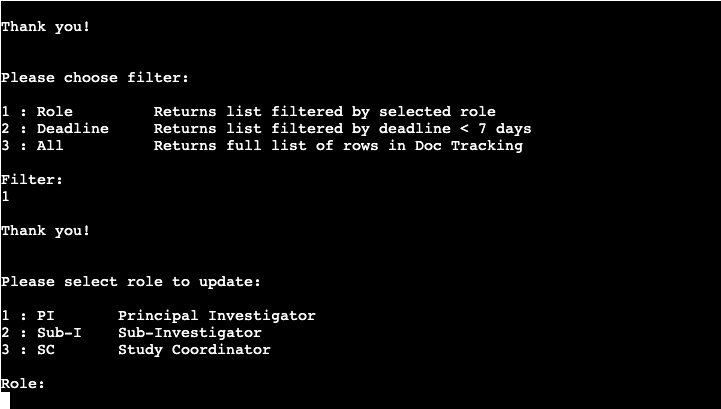 Thank you!
Please choose filter:
1 : Role         Returns list filtered by selected role
2 : Deadline     Returns list filtered by deadline < 7 days
3 : All          Returns full list of rows in Doc Tracking
Filter:
1
Thank you!
Please select role to update:
1 : PI       Principal Investigator
2 : Sub-I    Sub-Investigator
3 : SC       Study Coordinator
Role: